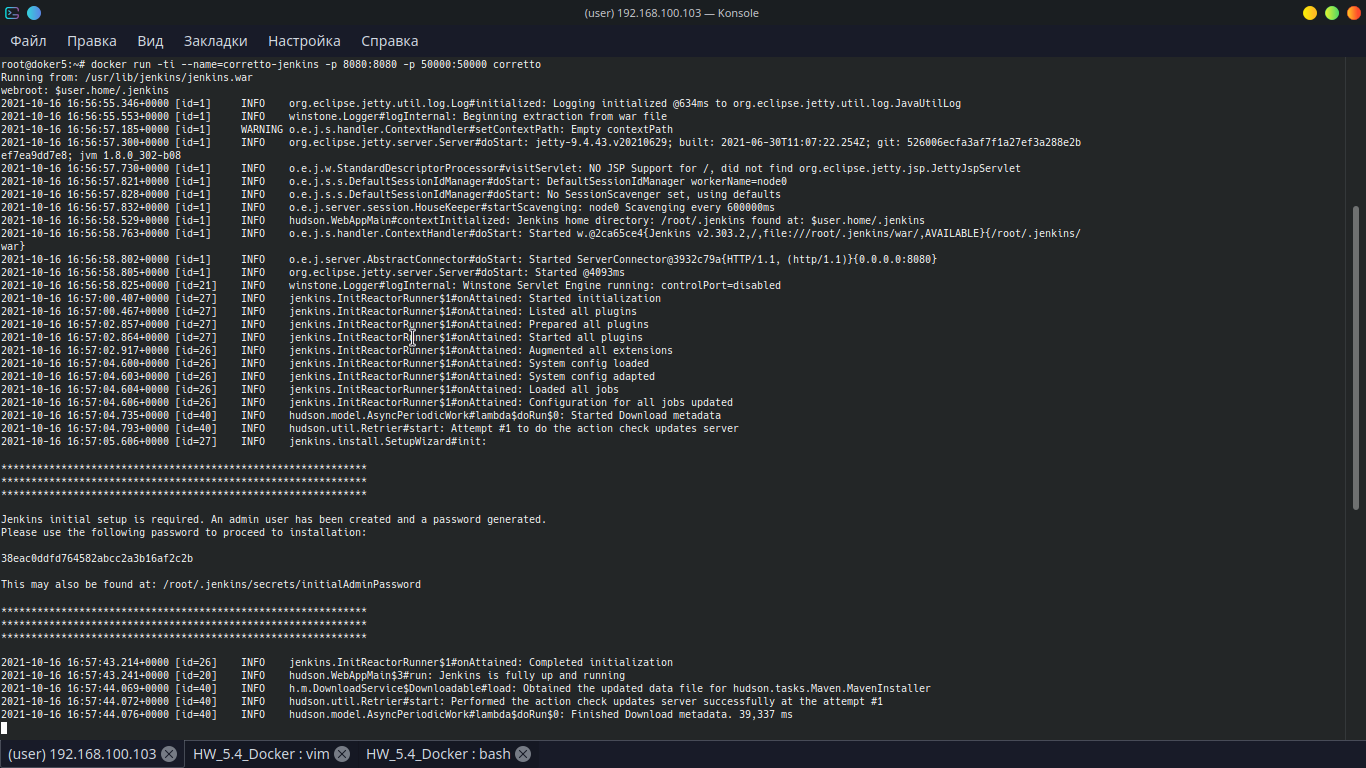 (user) 192.168.100.103 — Konsole
Файл Правка Вид Закладки Настройка Справка
root@doker5:~# docker run -ti --name=corretto-jenkins -p 8080:8080 -p 50000:50000 corretto
Running from: /usr/lib/jenkins/jenkins.war
webroot: $user.home/.jenkins
2021-10-16 16:56:55.346+0000 [id=1] INFO org.eclipse.jetty.util.log.Log#initialized: Logging initialized @634ms to org.eclipse.jetty.util.log.JavaUtilLog
2021-10-16 16:56:55.553+0000 [id=1] INFO winstone.Logger#logInternal: Beginning extraction from war file
2021-10-16 16:56:57.185+0000 [id=1] WARNING o.e.j.s.handler.ContextHandler#setContextPath: Empty contextPath
2021-10-16 16:56:57.300+0000 [id=1] INFO org.eclipse.jetty.server.Server#doStart: jetty-9.4.43.v20210629; built: 2021-06-30T11:07:22.254Z; git: 526006ecfa3af7f1a27ef3a288e2b
ef7ea9dd7e8; jvm 1.8.0_302-b08
2021-10-16 16:56:57.730+0000 [id=1] INFO o.e.j.w.StandardDescriptorProcessor#visitServlet: NO JSP Support for /, did not find org.eclipse.jetty.jsp.JettyJspServlet
2021-10-16 16:56:57.821+0000 [id=1] INFO o.e.j.s.s.DefaultSessionIdManager#doStart: DefaultSessionIdManager workerName=node0
2021-10-16 16:56:57.828+0000 [id=1] INFO o.e.j.s.s.DefaultSessionIdManager#doStart: No SessionScavenger set, using defaults
2021-10-16 16:56:57.832+0000 [id=1] INFO o.e.j.server.session.HouseKeeper#startScavenging: node0 Scavenging every 600000ms
2021-10-16 16:56:58.529+0000 [id=1] INFO hudson.WebAppMain#contextInitialized: Jenkins home directory: /root/.jenkins found at: $user.home/.jenkins
2021-10-16 16:56:58.763+0000 [id=1] INFO o.e.j.s.handler.ContextHandler#doStart: Started w.@2ca65ce4{Jenkins v2.303.2,/,file:///root/.jenkins/war/,AVAILABLE}{/root/.jenkins/
war}
2021-10-16 16:56:58.802+0000 [id=1] INFO o.e.j.server.AbstractConnector#doStart: Started ServerConnector@3932c79a{HTTP/1.1, (http/1.1)}{0.0.0.0:8080}
2021-10-16 16:56:58.805+0000 [id=1] INFO org.eclipse.jetty.server.Server#doStart: Started @4093ms
2021-10-16 16:56:58.825+0000 [id=21] INFO winstone.Logger#logInternal: Winstone Servlet Engine running: controlPort=disabled
2021-10-16 16:57:00.407+0000 [id=27] INFO jenkins.InitReactorRunner$1#onAttained: Started initialization
2021-10-16 16:57:00.467+0000 [id=27] INFO jenkins.InitReactorRunner$1#onAttained: Listed all plugins
2021-10-16 16:57:02.857+0000 [id=27] INFO jenkins.InitReactorRunner$1#onAttained: Prepared all plugins
2021-10-16 16:57:02.864+0000 [id=27] INFO jenkins.InitReactorRunner$1#onAttained: Started all plugins
2021-10-16 16:57:02.917+0000 [id=26] INFO jenkins.InitReactorRunner$1#onAttained: Augmented all extensions
2021-10-16 16:57:04.600+0000 [id=26] INFO jenkins.InitReactorRunner$1#onAttained: System config loaded
2021-10-16 16:57:04.603+0000 [id=26] INFO jenkins.InitReactorRunner$1#onAttained: System config adapted
2021-10-16 16:57:04.604+0000 [id=26] INFO jenkins.InitReactorRunner$1#onAttained: Loaded all jobs
2021-10-16 16:57:04.606+0000 [id=26] INFO jenkins.InitReactorRunner$1#onAttained: Configuration for all jobs updated
2021-10-16 16:57:04.735+0000 [id=40] INFO hudson.model.AsyncPeriodicWork#lambda$doRun$0: Started Download metadata
2021-10-16 16:57:04.793+0000 [id=40] INFO hudson.util.Retrier#start: Attempt #1 to do the action check updates server
2021-10-16 16:57:05.606+0000 [id=27] INFO jenkins.install.SetupWizard#init:
*************************************************************
*************************************************************
*************************************************************
Jenkins initial setup is required. An admin user has been created and a password generated.
Please use the following password to proceed to installation:
38eac0ddfd764582abcc2a3b16af2c2b
This may also be found at: /root/.jenkins/secrets/initialAdminPassword
*************************************************************
*************************************************************
*************************************************************
2021-10-16 16:57:43.214+0000 [id=26] INFO jenkins.InitReactorRunner$1#onAttained: Completed initialization
2021-10-16 16:57:43.241+0000 [id=20] INFO hudson.WebAppMain$3#run: Jenkins is fully up and running
2021-10-16 16:57:44.069+0000 [id=40] INFO h.m.DownloadService$Downloadable#load: Obtained the updated data file for hudson.tasks.Maven.MavenInstaller
2021-10-16 16:57:44.072+0000 [id=40] INFO hudson.util.Retrier#start: Performed the action check updates server successfully at the attempt #1
2021-10-16 16:57:44.076+0000 [id=40] INFO hudson.model.AsyncPeriodicWork#lambda$doRun$0: Finished Download metadata. 39,337 ms
(user) 192.168.100.103 HW_5.4_Docker : vim HW_5.4_Docker : bash